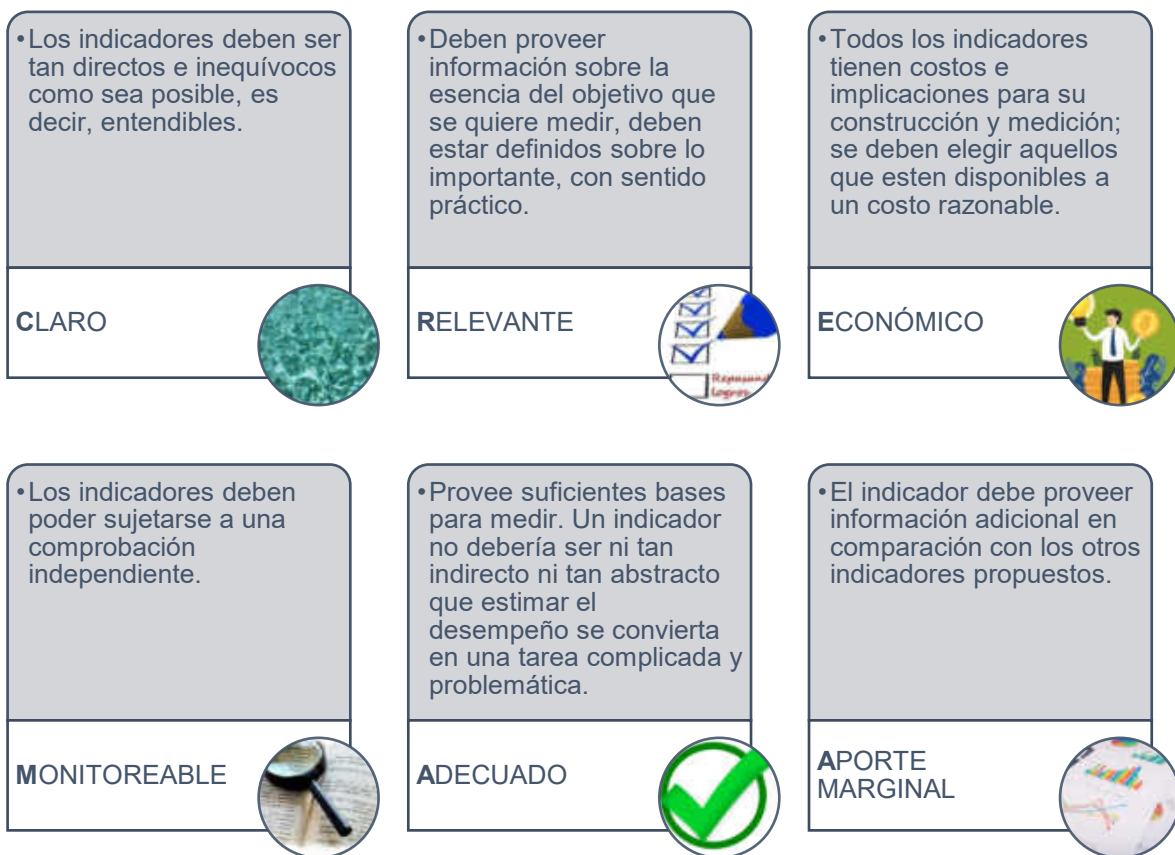 •Los indicadores deben ser
tan directos e inequívocos
como sea posible, es
decir, entendibles.
CLARO
•Deben proveer
información sobre la
esencia del objetivo que
se quiere medir, deben
estar definidos sobre lo
importante, con sentido
práctico.
RELEVANTE
Repasando
logros
•Todos los indicadores
tienen costos e
implicaciones para su
construcción y medición;
se deben elegir aquellos
que esten disponibles a
un costo razonable.
ECONÓMICO
•Los indicadores deben
poder sujetarse a una
comprobación
independiente.
MONITOREABLE
•Provee suficientes bases
para medir. Un indicador
no debería ser ni tan
indirecto ni tan abstracto
que estimar el
desempeño se convierta
en una tarea complicada y
problemática.
ADECUADO
•El indicador debe proveer
información adicional en
comparación con los otros
indicadores propuestos.
APORTE
MARGINAL